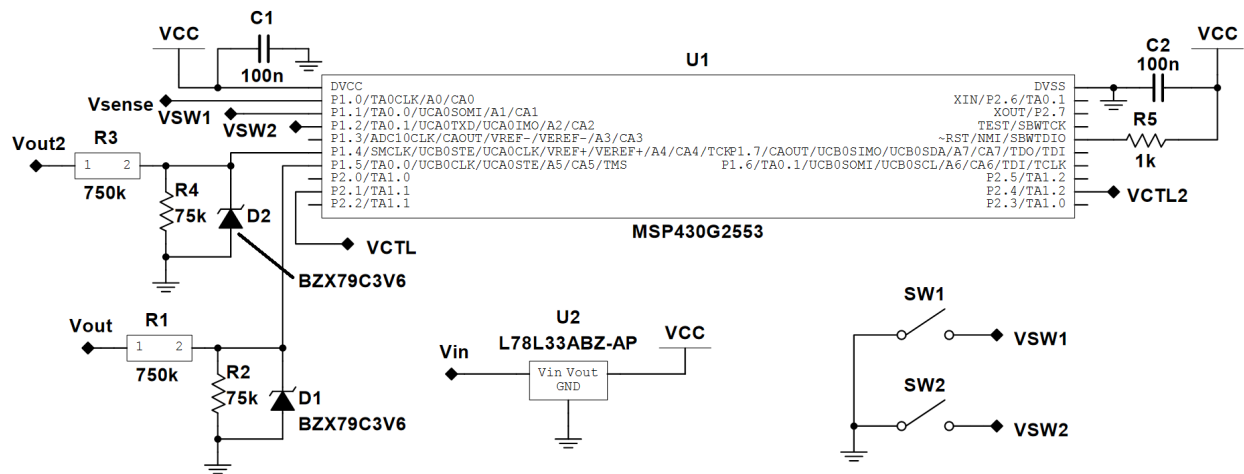 C1
VCC
100n
U1
VCC
C2
100n
DVCC
DVSS
Vsense
P1.0/TA0CLK/A0/CA0
XIN/P2.6/TA0.1
VSW1
P1.1/TA0.0/UCA0SOMI/A1/CA1
XOUT/P2.7
VSW2
P1.2/TA0.1/UCA0TXD/UCA0IMO/A2/CA2
TEST/SBWTCK
R5
R3
P1.3/ADC10CLK/CAOUT/VREF-/VEREF-/A3/CA3
~RST/NMI/SBWTDIO
Vout2
1 2
P1.4/SMCLK/UCB0STE/UCA0CLK/VREF+/VEREF+/A4/CA4/TCK
P1.7/CAOUT/UCB0SIMO/UCB0SDA/A7/CA7/TDO/TDI
1k
750k
P1.5/TA0.0/UCB0CLK/UCA0STE/A5/CA5/TMS
P1.6/TA0.1/UCB0SOMI/UCB0SCL/A6/CA6/TDI/TCLK
R4
P2.0/TA1.0
P2.5/TA1.2
75k
P2.1/TA1.1
P2.4/TA1.2
VCTL2
D2
P2.2/TA1.1
P2.3/TA1.0
MSP430G2553
VCTL
BZX79C3V6
SW1
Vout
R1
U2
VCC
VSW1
1 2
L78L33ABZ-AP
750k
Vin
Vin Vout
GND
R2
75k
D1
BZX79C3V6
SW2
VSW2